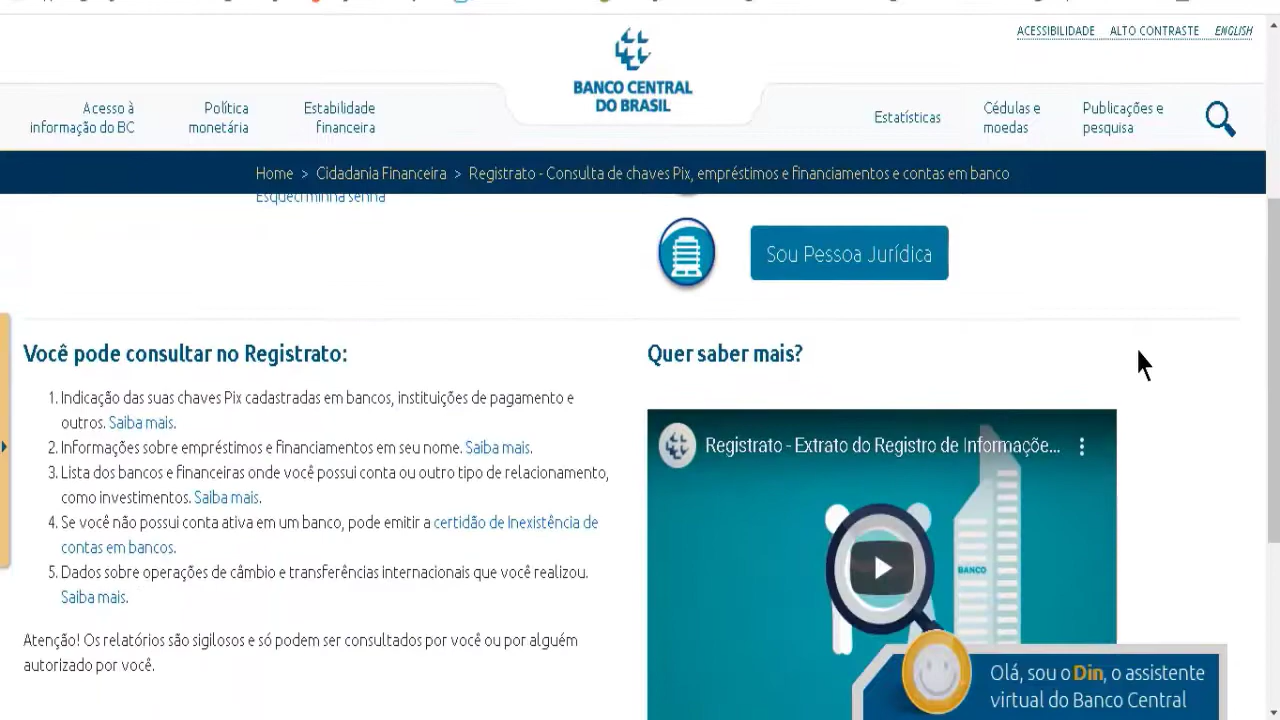 ACESSIBILIDADE ALTO CONTRASTE ENGLISH
BANCO CENTRAL
DO BRASIL
Acesso à
informação do BC
Política
monetária
Estabilidade
financeira
Estatísticas
Cédulas e
moedas
Publicações e
pesquisa
Home > Cidadania Financeira > Registrato - Consulta de chaves Pix, empréstimos e financiamentos e contas em banco
Esqueci minha senha
Sou Pessoa Jurídica
Você pode consultar no Registrato:
1. Indicação das suas chaves Pix cadastradas em bancos, instituições de pagamento e
outros. Saiba mais.
2. Informações sobre empréstimos e financiamentos em seu nome. Saiba mais.
3. Lista dos bancos e financeiras onde você possui conta ou outro tipo de relacionamento,
como investimentos. Saiba mais.
4. Se você não possui conta ativa em um banco, pode emitir a certidão de Inexistência de
contas em bancos.
5. Dados sobre operações de câmbio e transferências internacionais que você realizou.
Saiba mais.
Atenção! Os relatórios são sigilosos e só podem ser consultados por você ou por alguém
autorizado por você.
Quer saber mais?
Registrato - Extrato do Registro de Informaçõe...
BANCO
Olá, sou o Din, o assistente
virtual do Banco Central